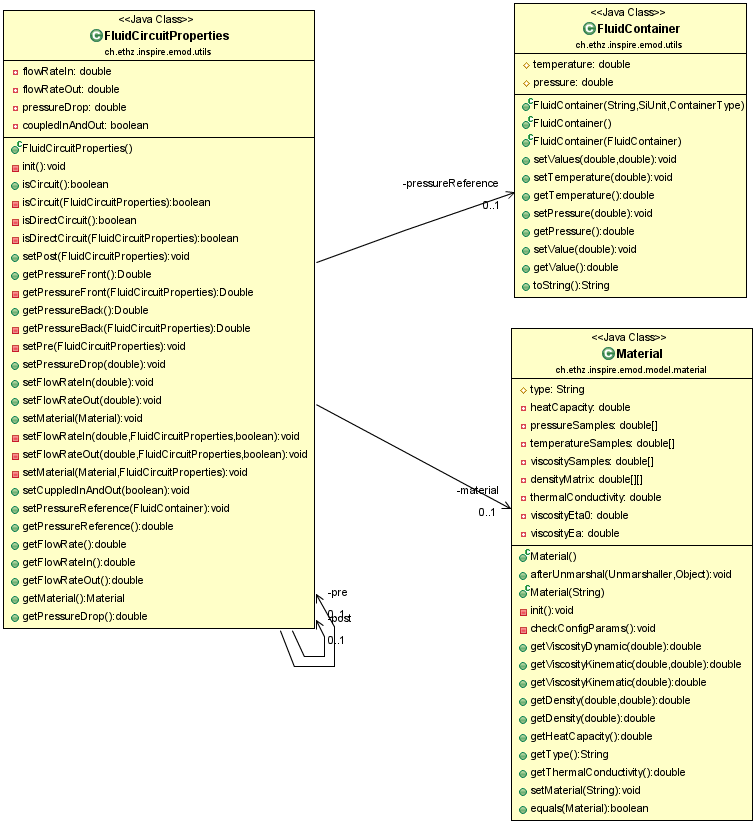 <<Java Class>>
FluidCircuitProperties
ch.ethz.inspire.emod.utils
flowRateIn: double
flowRateOut: double
pressureDrop: double
coupledInAndOut: boolean
FluidCircuitProperties()
init():void
isCircuit():boolean
isCircuit(FluidCircuitProperties):boolean
isDirectCircuit():boolean
isDirectCircuit(FluidCircuitProperties):boolean
setPost(FluidCircuitProperties):void
getPressureFront():Double
getPressureFront(FluidCircuitProperties):Double
getPressureBack():Double
getPressureBack(FluidCircuitProperties):Double
setPre(FluidCircuitProperties):void
setPressureDrop(double):void
setFlowRateIn(double):void
setFlowRateOut(double):void
setMaterial(Material):void
setFlowRateIn(double,FluidCircuitProperties,boolean):void
setFlowRateOut(double,FluidCircuitProperties,boolean):void
setMaterial(Material,FluidCircuitProperties):void
setCuppledInAndOut(boolean):void
setPressureReference(FluidContainer):void
getPressureReference():double
getFlowRate():double
getFlowRateIn():double
getFlowRateOut():double
getMaterial():Material
getPressureDrop():double
-pressureReference
0..1
-material
0..1
-pre
0..1
-post
0..1
<<Java Class>>
FluidContainer
ch.ethz.inspire.emod.utils
temperature: double
pressure: double
FluidContainer(String,SiUnit,ContainerType)
FluidContainer()
FluidContainer(FluidContainer)
setValues(double,double):void
setTemperature(double):void
getTemperature():double
setPressure(double):void
getPressure():double
setValue(double):void
getValue():double
toString():String
<<Java Class>>
Material
ch.ethz.inspire.emod.model.material
type: String
heatCapacity: double
pressureSamples: double[]
temperatureSamples: double[]
viscositySamples: double[]
densityMatrix: double[][]
thermalConductivity: double
viscosityEta0: double
viscosityEa: double
Material()
afterUnmarshal(Unmarshaller,Object):void
Material(String)
init():void
checkConfigParams():void
getViscosityDynamic(double):double
getViscosityKinematic(double,double):double
getViscosityKinematic(double):double
getDensity(double,double):double
getDensity(double):double
getHeatCapacity():double
getType():String
getThermalConductivity():double
setMaterial(String):void
equals(Material):boolean